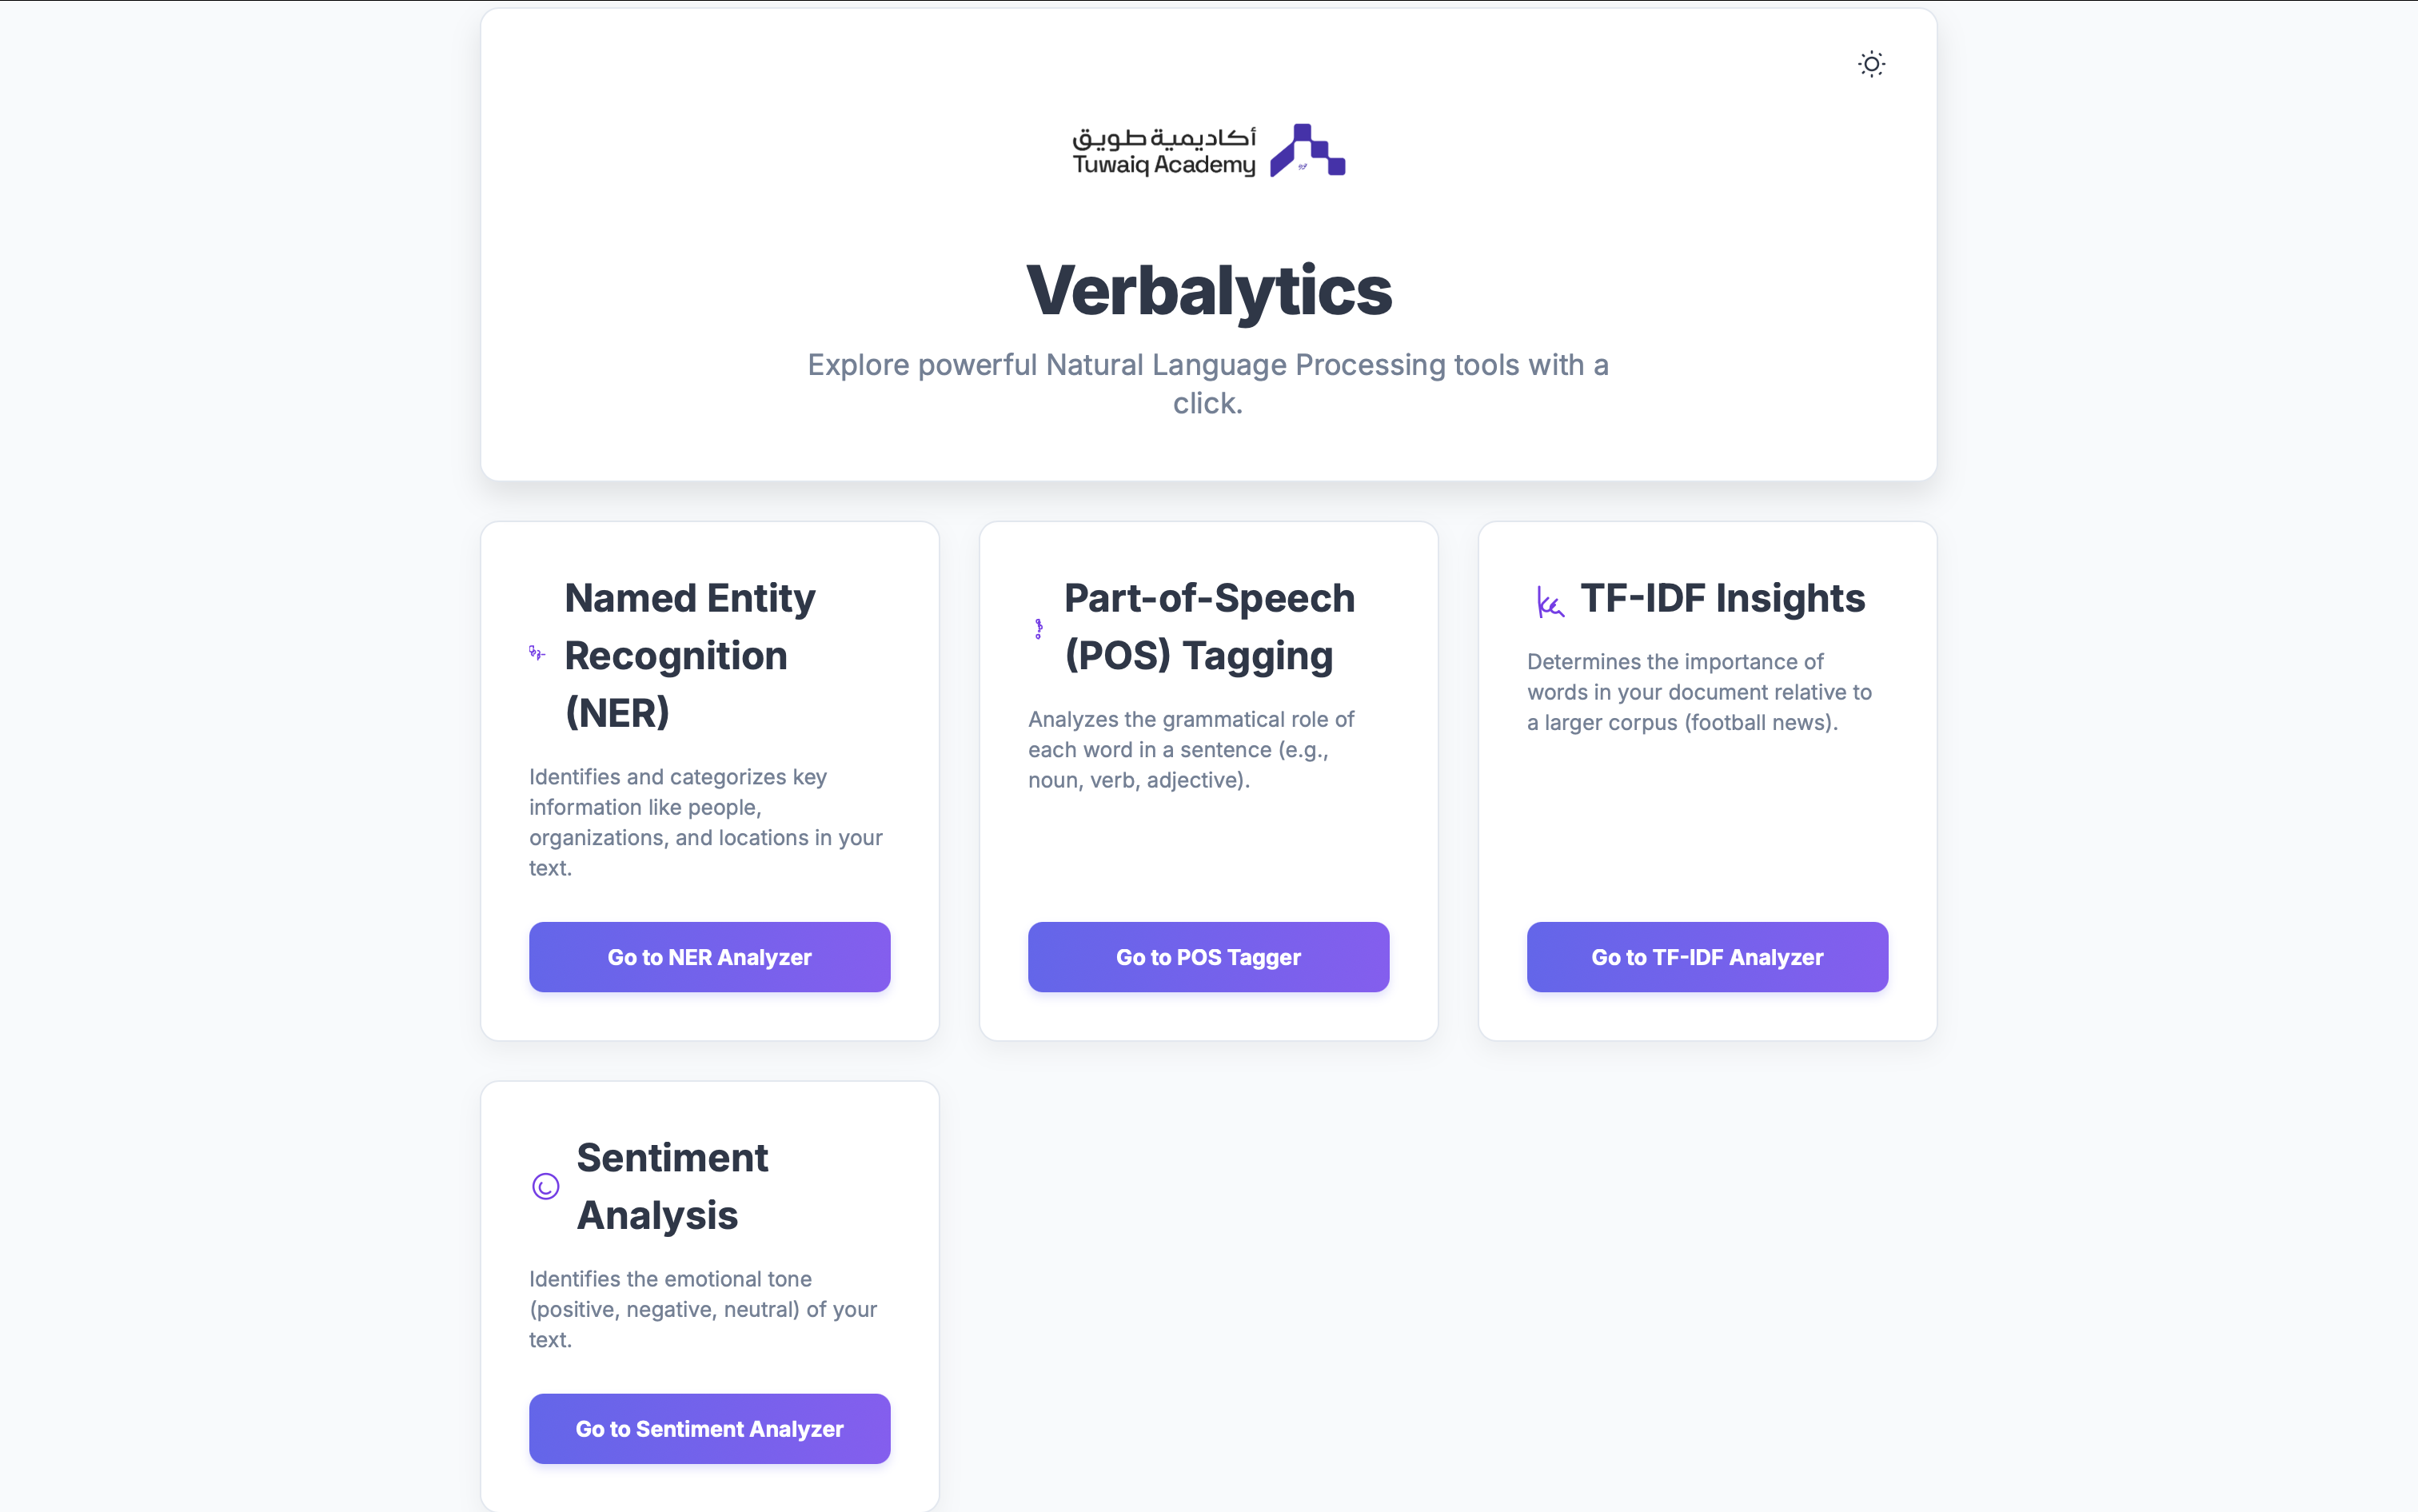 أكاديمية طويق
Tuwaiq Academy
Verbalytics
Explore powerful Natural Language Processing tools with a
click.
Named Entity
Recognition
(NER)
Identifies and categorizes key
information like people,
organizations, and locations in your
text.
Go to NER Analyzer
Part-of-Speech
(POS) Tagging
Analyzes the grammatical role of
each word in a sentence (e.g.,
noun, verb, adjective).
Go to POS Tagger
TF-IDF Insights
Determines the importance of
words in your document relative to
a larger corpus (football news).
Go to TF-IDF Analyzer
Sentiment
Analysis
Identifies the emotional tone
(positive, negative, neutral) of your
text.
Go to Sentiment Analyzer